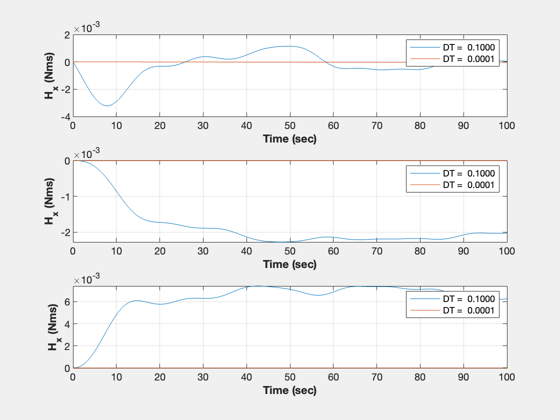 ×10⁻³
2
0
-2
-4
H_x (Nms)
DT = 0.1000
DT = 0.0001
0 10 20 30 40 50 60 70 80 90 100
Time (sec)
×10⁻³
0
-1
-2
H_x (Nms)
DT = 0.1000
DT = 0.0001
0 10 20 30 40 50 60 70 80 90 100
Time (sec)
×10⁻³
6
4
2
0
H_x (Nms)
DT = 0.1000
DT = 0.0001
0 10 20 30 40 50 60 70 80 90 100
Time (sec)